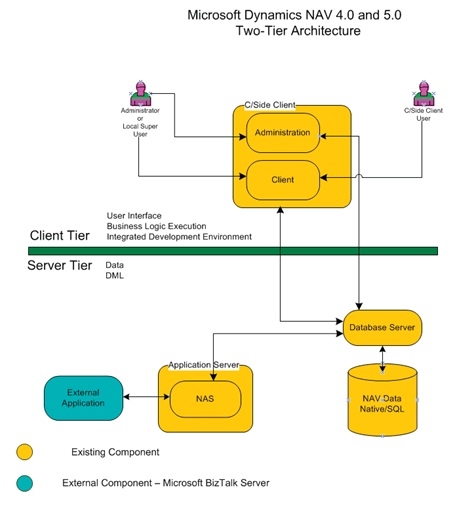 Microsoft Dynamics NAV 4.0 and 5.0
Two-Tier Architecture
Administrator
or
Local Super
User
C/Side Client
C/Side Client
User
Administration
Client
User Interface
Business Logic Execution
Integrated Development Environment
Client Tier
Server Tier
Data
DML
Database Server
Application Server
External
Application
NAS
NAV Data
Native/SQL
Existing Component
External Component – Microsoft BizTalk Server